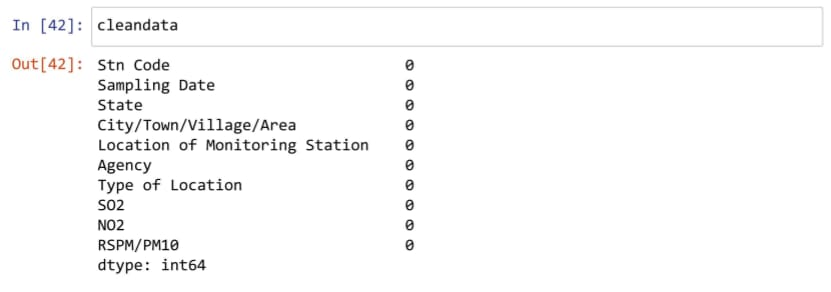 In [42]: cleandata
Out[42]: Stn Code 0
Sampling Date 0
State 0
City/Town/Village/Area 0
Location of Monitoring Station 0
Agency 0
Type of Location 0
SO2 0
NO2 0
RSPM/PM10 0
dtype: int64